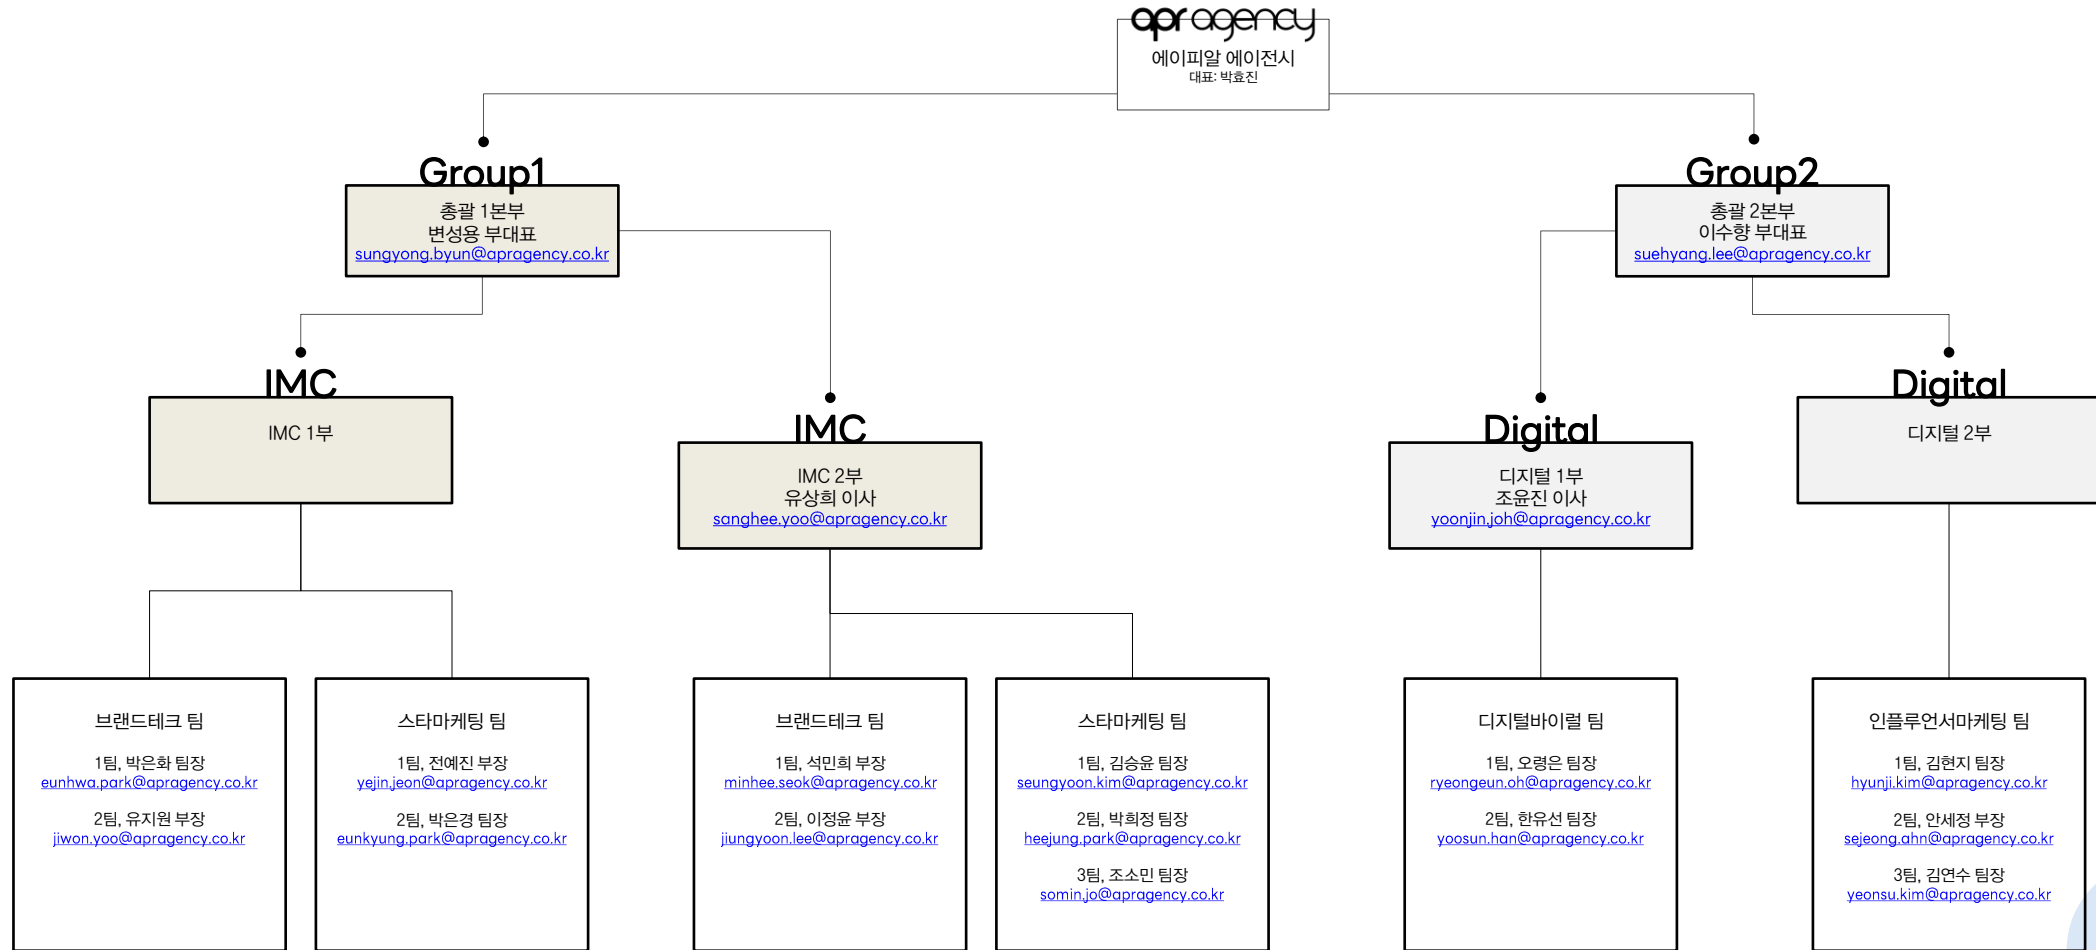 apr agency
에이피알 에이전시
대표: 박효진
Group1
총괄 1본부
변성용 부대표
sungyong.byun@apragency.co.kr
Group2
총괄 2본부
이수향 부대표
suehyang.lee@apragency.co.kr
IMC
IMC 1부
IMC
IMC 2부
유상희 이사
sanghee.yoo@apragency.co.kr
Digital
디지털 1부
조윤진 이사
yoonjin.joh@apragency.co.kr
Digital
디지털 2부
브랜드테크 팀
1팀, 박은화 팀장
eunhwa.park@apragency.co.kr
2팀, 유지원 부장
jiwon.yoo@apragency.co.kr
스타마케팅 팀
1팀, 전예진 부장
yejin.jeon@apragency.co.kr
2팀, 박은경 팀장
eunkyung.park@apragency.co.kr
브랜드테크 팀
1팀, 석민희 부장
minhee.seok@apragency.co.kr
2팀, 이정윤 부장
jiungyoon.lee@apragency.co.kr
스타마케팅 팀
1팀, 김승윤 팀장
seungyoon.kim@apragency.co.kr
2팀, 박희정 팀장
heejung.park@apragency.co.kr
3팀, 조소민 팀장
somin.jo@apragency.co.kr
디지털바이럴 팀
1팀, 오령은 팀장
ryeongeun.oh@apragency.co.kr
2팀, 한유선 팀장
yoosun.han@apragency.co.kr
인플루언서마케팅 팀
1팀, 김현지 팀장
hyunji.kim@apragency.co.kr
2팀, 안세정 부장
sejeong.ahn@apragency.co.kr
3팀, 김연수 팀장
yeonsu.kim@apragency.co.kr